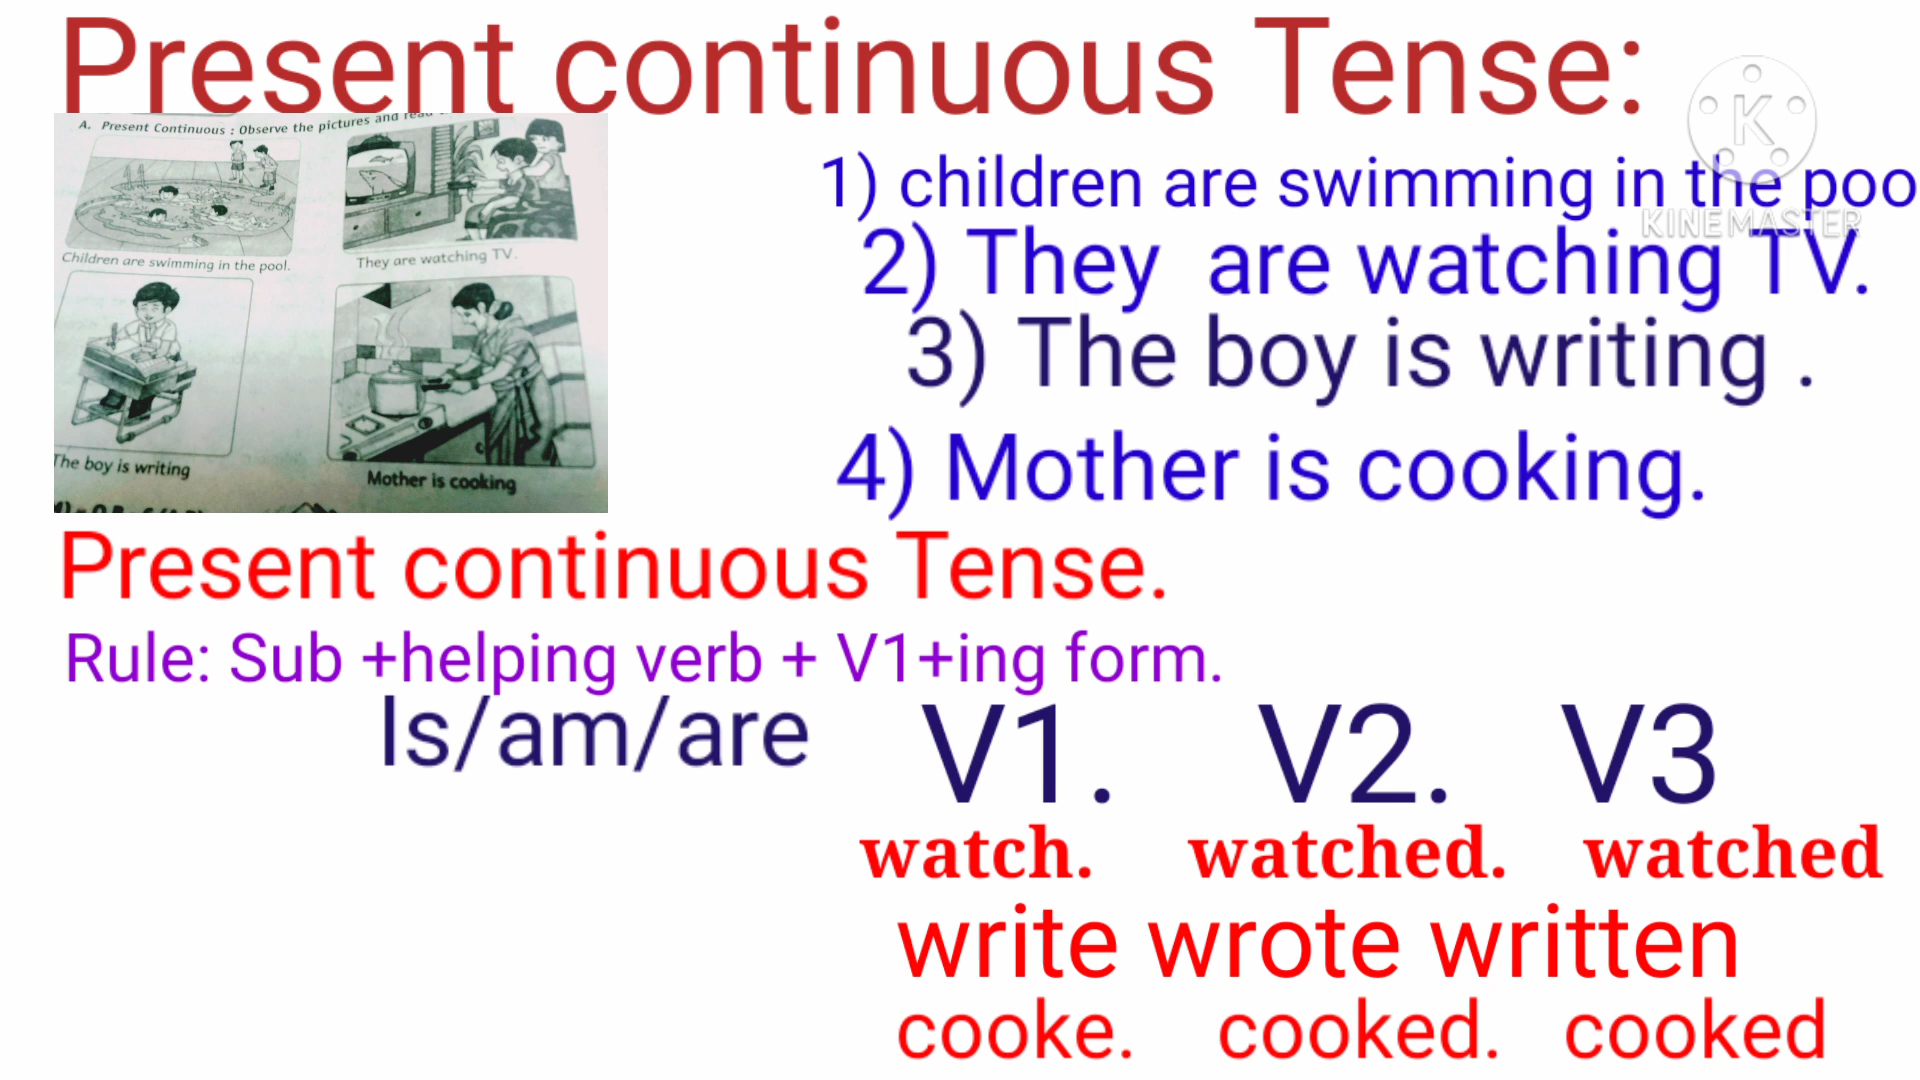 Present continuous Tense:
A. Present Continuous : Observe the pictures and
Children are swimming in the pool.
They are watching TV.
The boy is writing
Mother is cooking
K
KINEMASTER
1) children are swimming in the poo
2) They are watching TV.
3) The boy is writing .
4) Mother is cooking.
Present continuous Tense.
Rule: Sub +helping verb + V1+ing form.
Is/am/are V1. V2. V3
watch. watched. watched
write wrote written
cooke. cooked. cooked